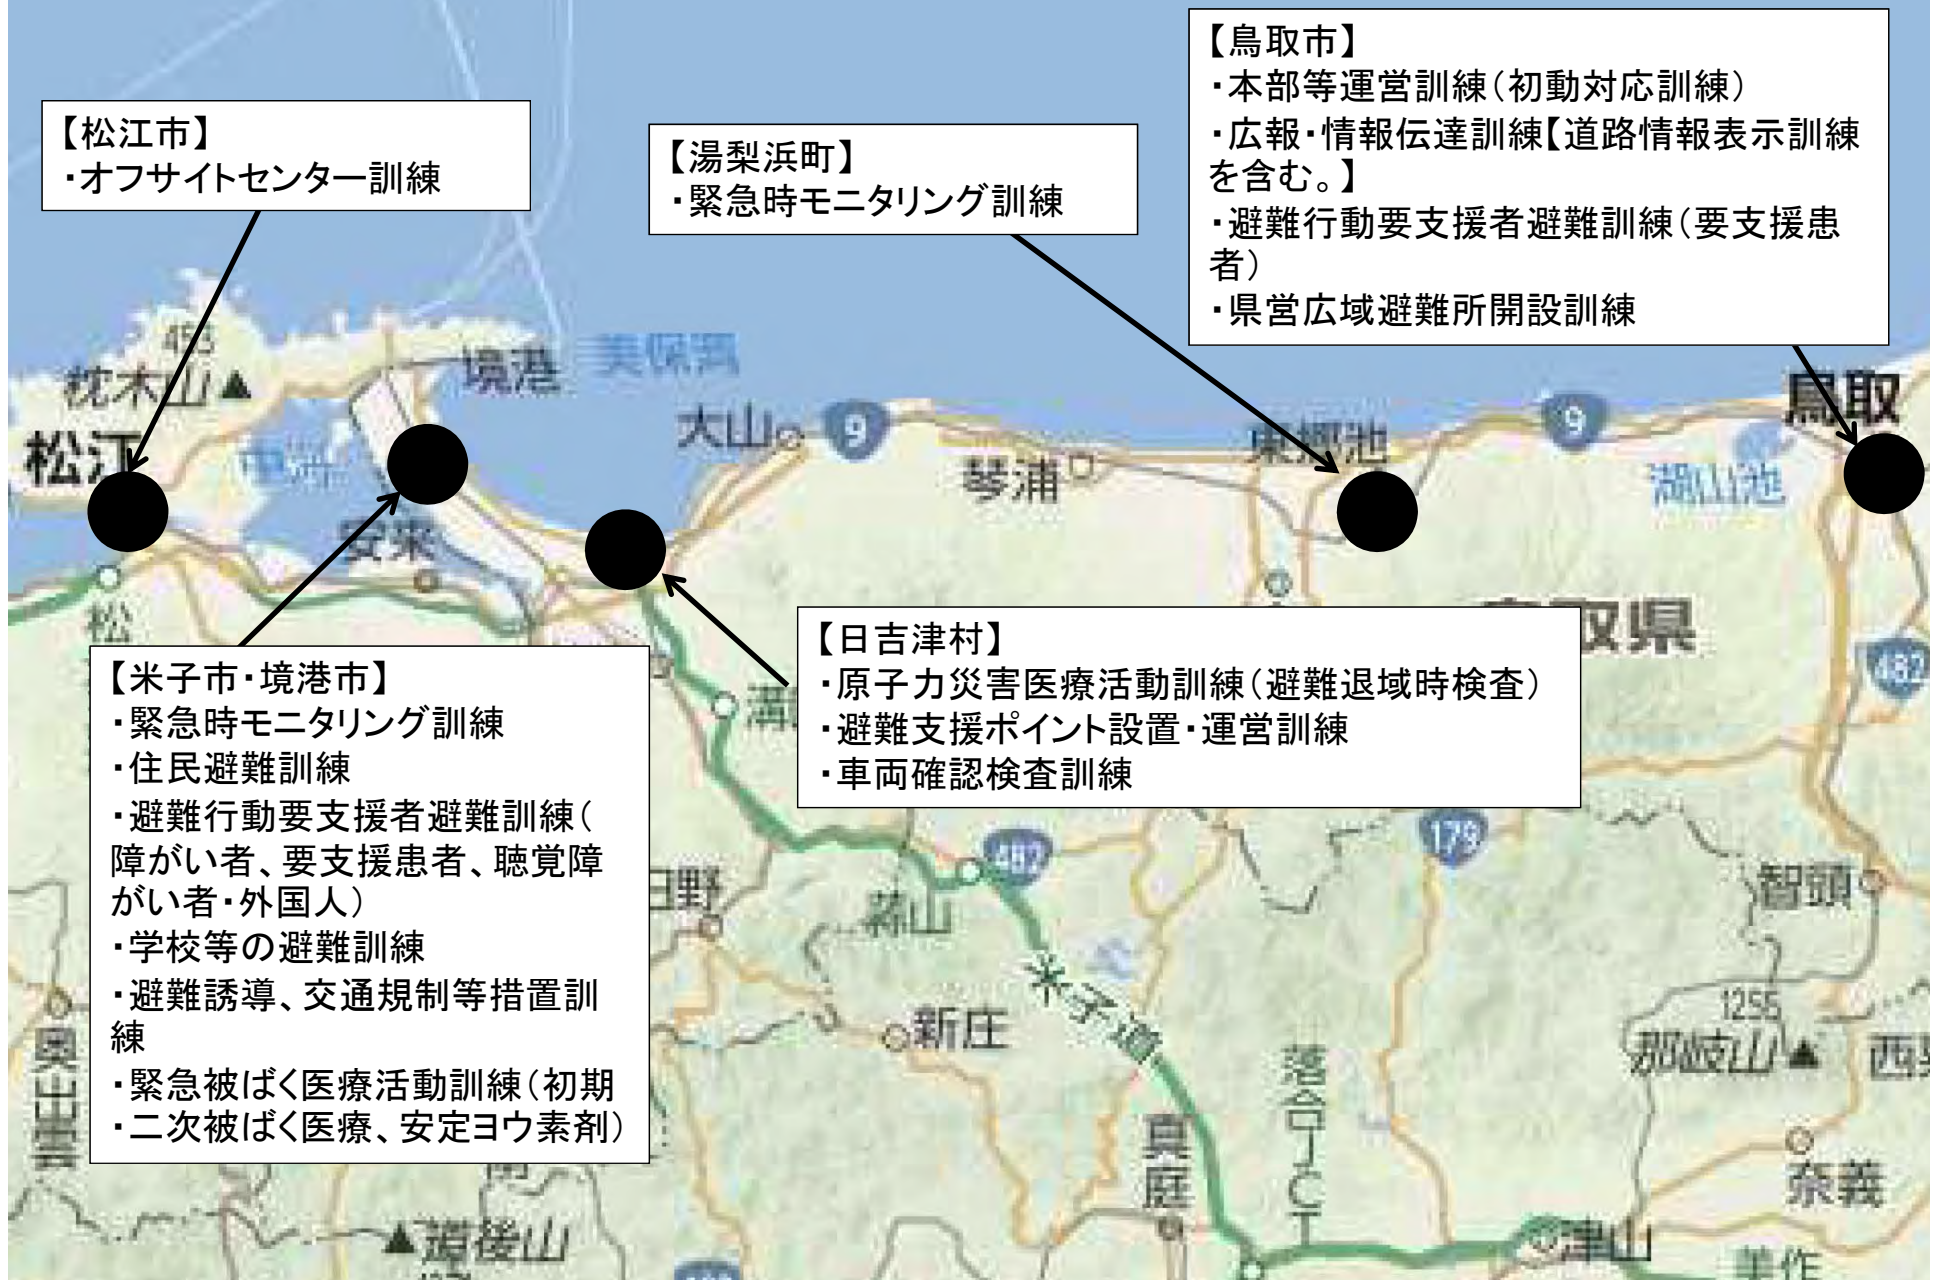 【松江市】
・オフサイトセンター訓練
【湯梨浜町】
・緊急時モニタリング訓練
【鳥取市】
・本部等運営訓練（初動対応訓練）
・広報・情報伝達訓練【道路情報表示訓練
を含む。】
・避難行動要支援者避難訓練（要支援患
者）
・県営広域避難所開設訓練
枕木山
境港
美保湾
松江
大山
9
琴浦
東郷池
9
湖山池
鳥取
安来
松
取県
482
【米子市・境港市】
・緊急時モニタリング訓練
・住民避難訓練
・避難行動要支援者避難訓練（
障がい者、要支援患者、聴覚障
がい者・外国人）
・学校等の避難訓練
・避難誘導、交通規制等措置訓
練
・緊急被ばく医療活動訓練（初期
・二次被ばく医療、安定ヨウ素剤）
【日吉津村】
・原子力災害医療活動訓練（避難退域時検査）
・避難支援ポイント設置・運営訓練
・車両確認検査訓練
溝
日野
蒜山
482
179
智頭
米子道
新庄
1255
那岐山
西
奥出雲
落合JCT
真庭
奈義
道後山
津山
美作